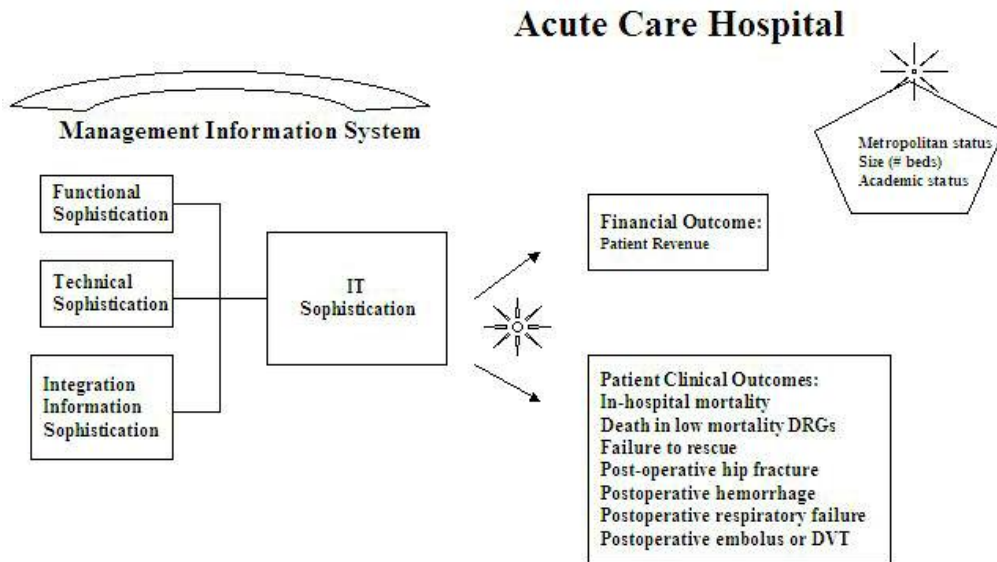 Acute Care Hospital
Management Information System
Metropolitan status
Size (# beds)
Academic status
Functional
Sophistication
Technical
Sophistication
Integration
Information
Sophistication
IT
Sophistication
Financial Outcome:
Patient Revenue
Patient Clinical Outcomes:
In-hospital mortality
Death in low mortality DRGs
Failure to rescue
Post-operative hip fracture
Postoperative hemorrhage
Postoperative respiratory failure
Postoperative embolus or DVT